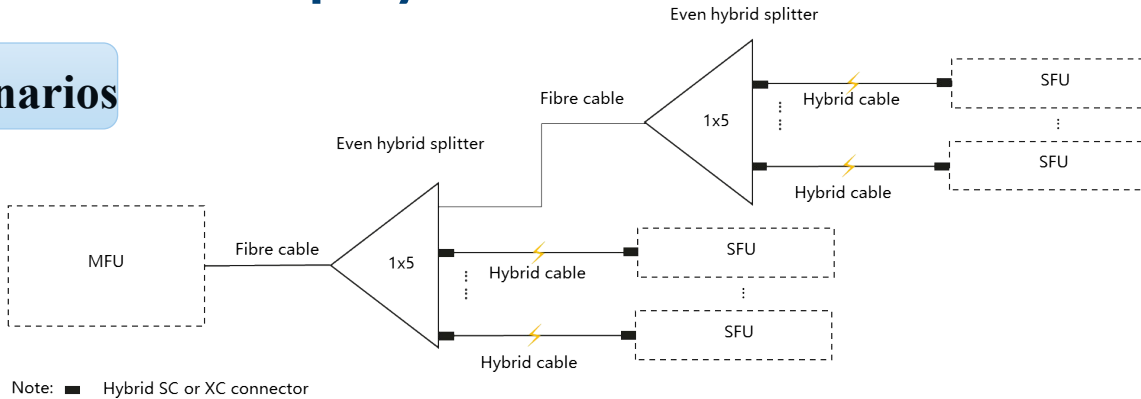 Even hybrid splitter
narios
Fibre cable
1x5
Hybrid cable
SFU
Hybrid cable
SFU
Even hybrid splitter
MFU
Fibre cable
1x5
Hybrid cable
SFU
Hybrid cable
SFU
Note: Hybrid SC or XC connector